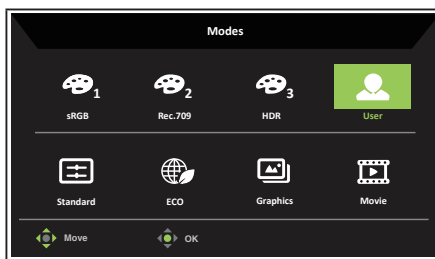 Modes
1 2 3
sRGB Rec.709 HDR User
Standard ECO Graphics Movie
Move OK